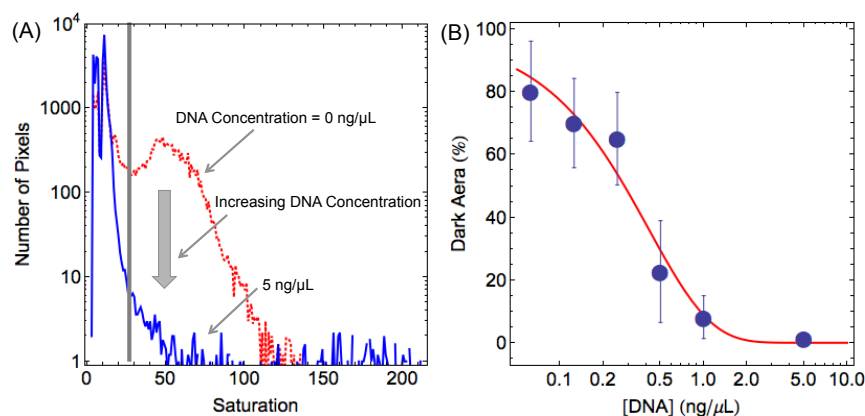 (A)
10^4
1000
100
10
1
Number of Pixels
DNA Concentration = 0 ng/µL
Increasing DNA Concentration
5 ng/µL
0 50 100 150 200
Saturation
(B)
100
80
60
40
20
0
Dark Aera (%)
0.1 0.2 0.5 1.0 2.0 5.0 10.0
[DNA] (ng/µL)